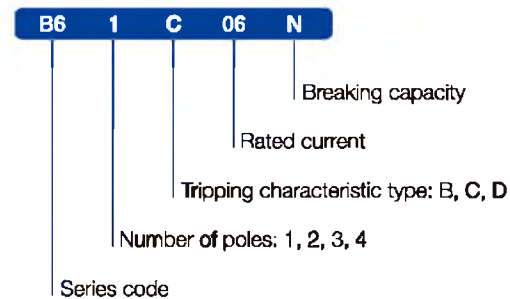 B6 1 C 06 N
Breaking capacity
Rated current
Tripping characteristic type: B, C, D
Number of poles: 1, 2, 3, 4
Series code